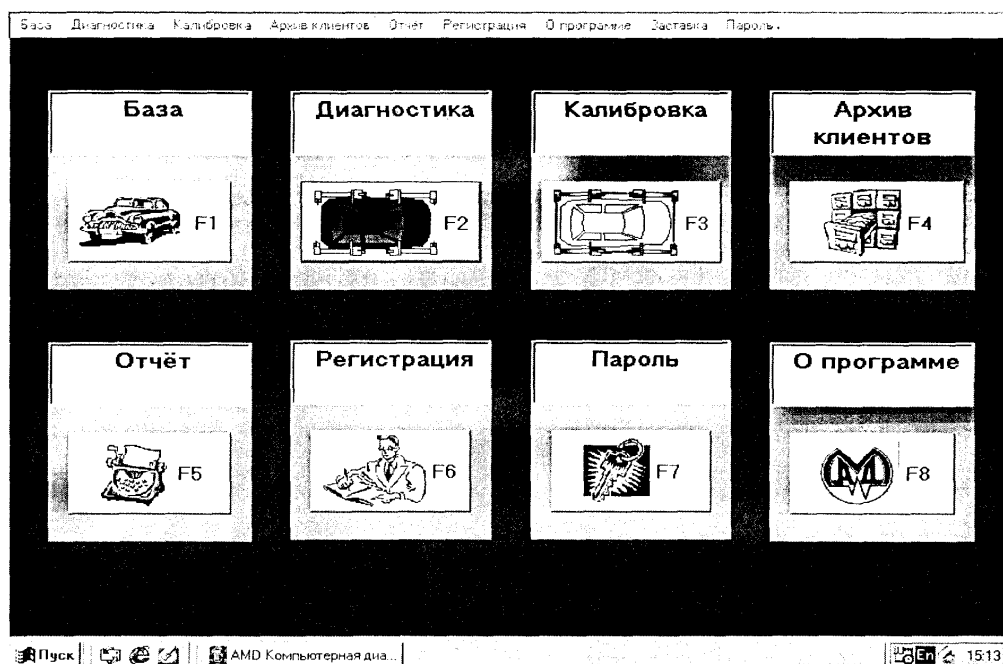 База Диагностика Калибровка Архив клиентов Отчёт Регистрация О программе Заставка Пароль.
База
Диагностика
Калибровка
Архив
клиентов
F1
F2
F3
F4
Отчёт
Регистрация
Пароль
О программе
F5
F6
F7
F8
Пуск
AMD Компьютерная диа...
En
15:13